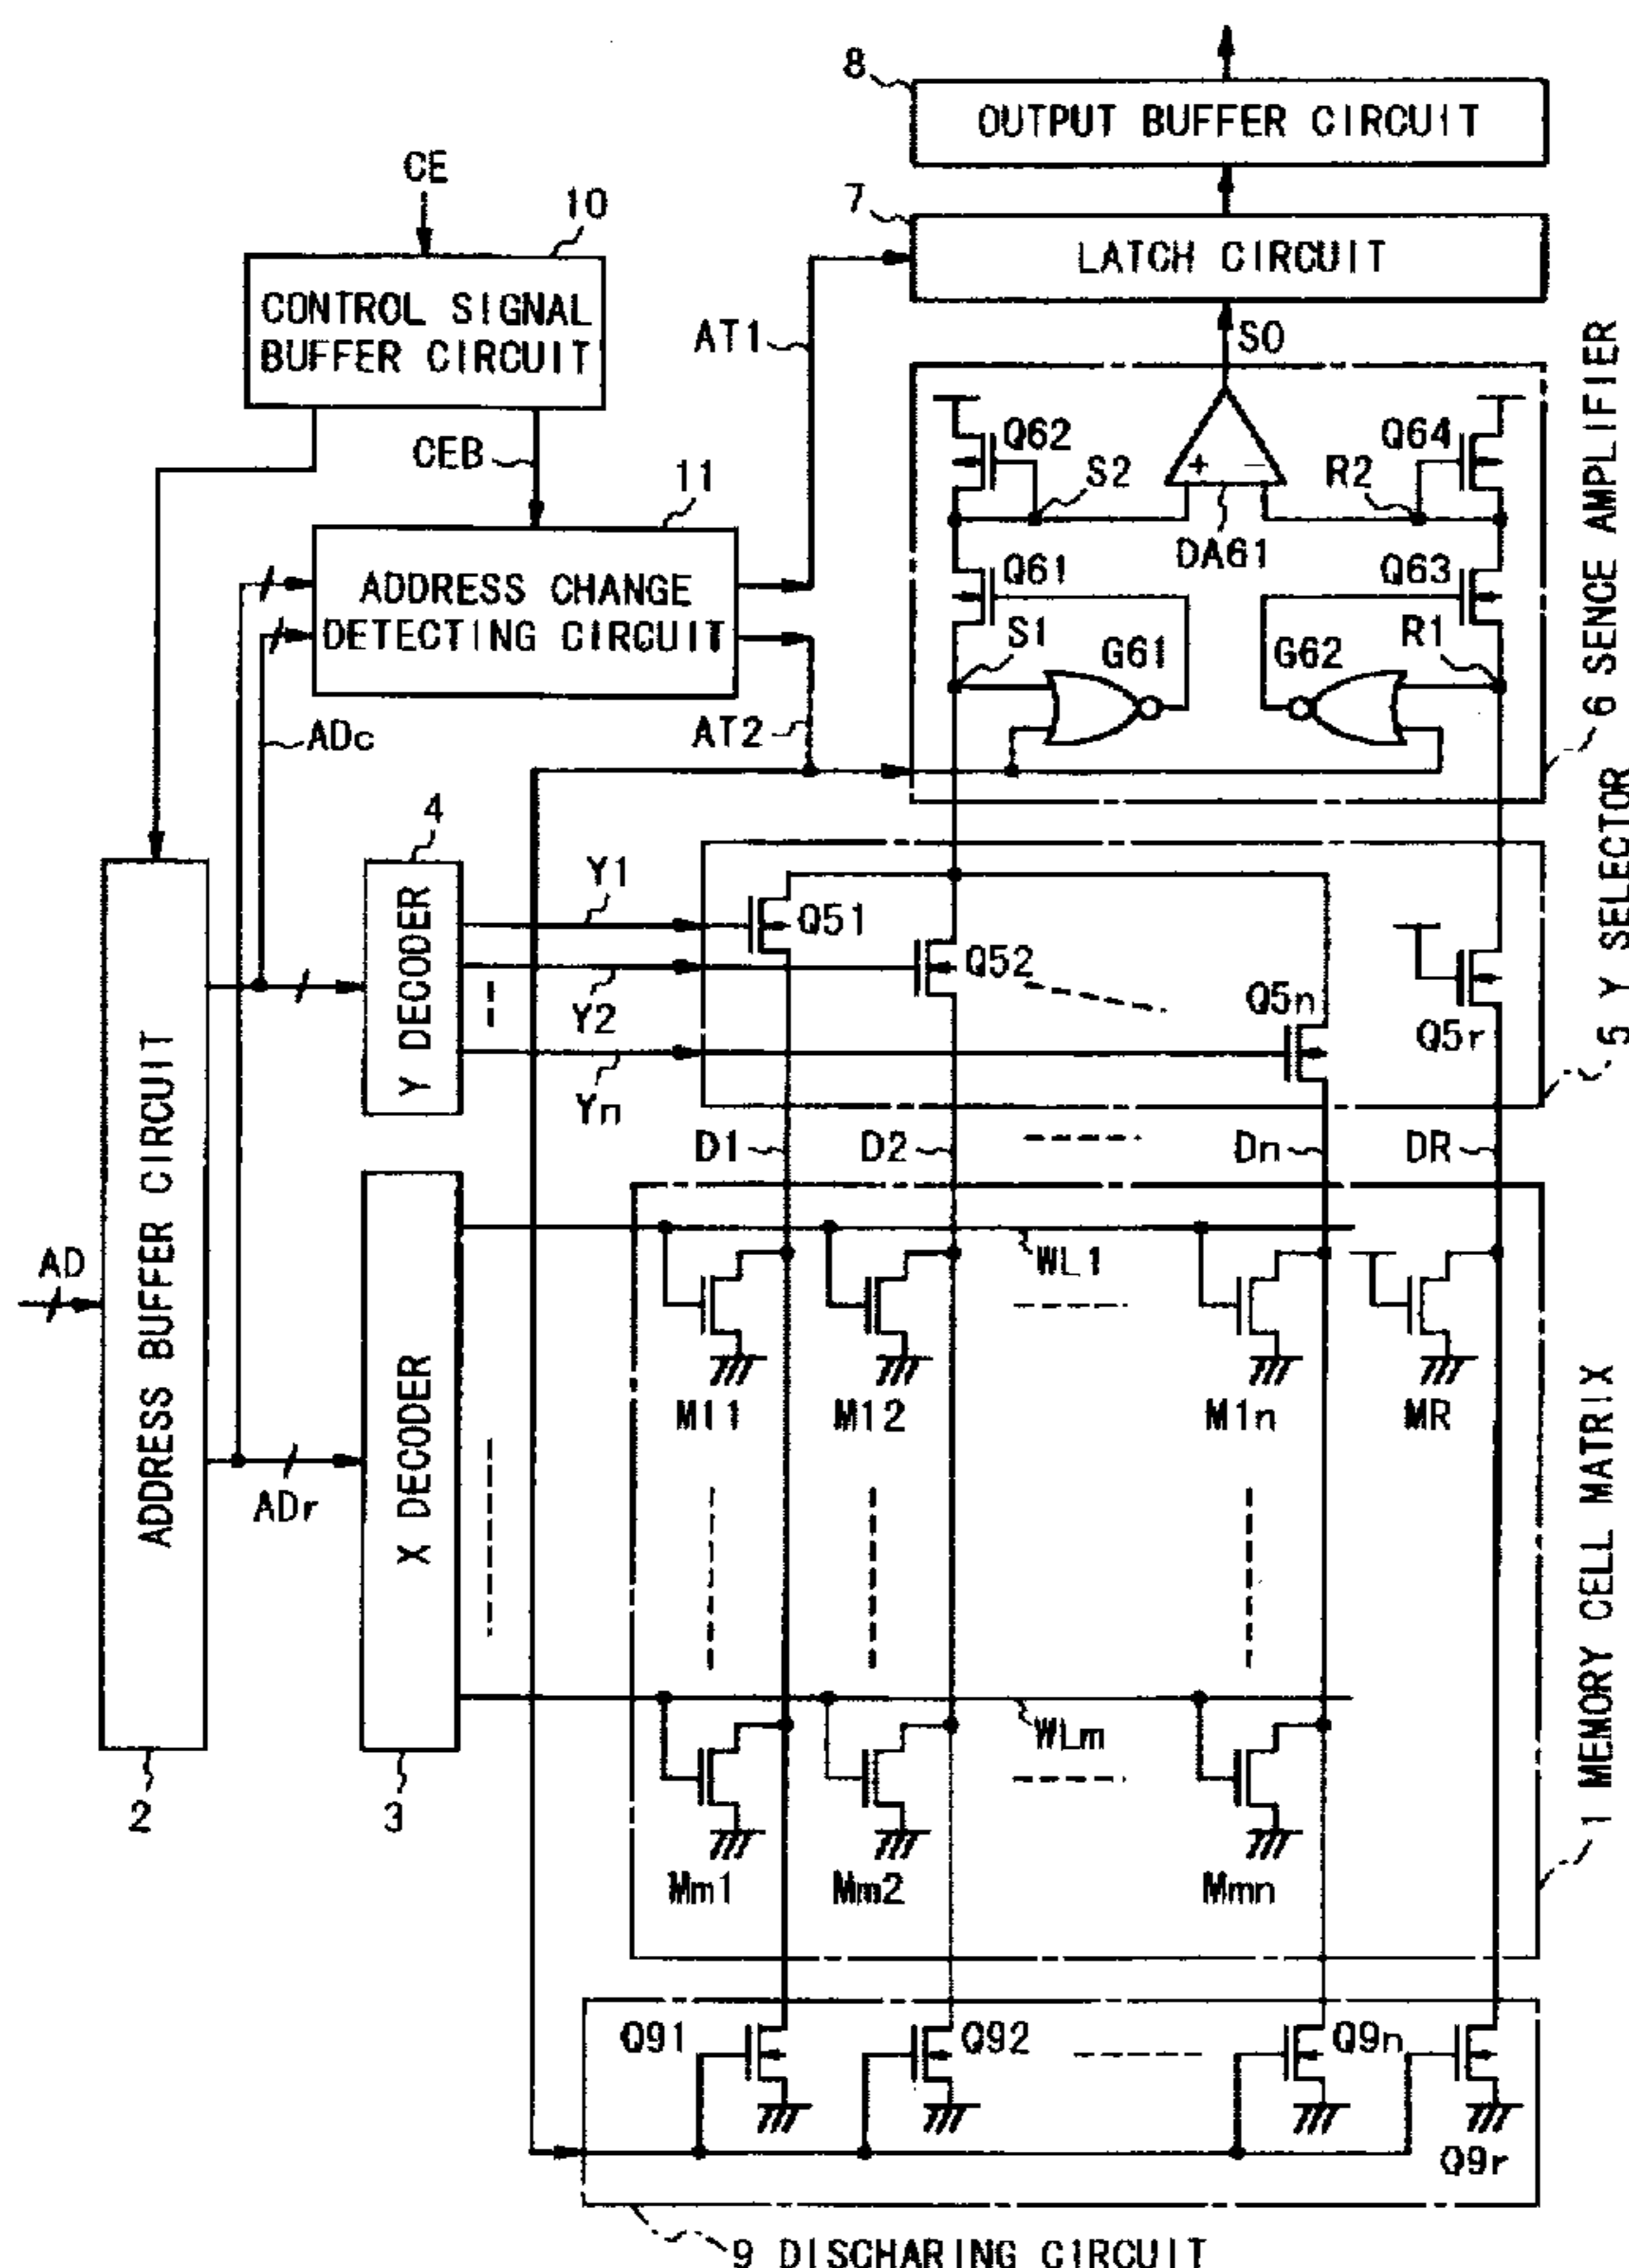 8
OUTPUT BUFFER CIRCUIT
CE
10
7
LATCH CIRCUIT
CONTROL SIGNAL
BUFFER CIRCUIT
AT1
SO
CEB
11
Q62
Q64
S2
R2
DA61
ADDRESS CHANGE
DETECTING CIRCUIT
Q61
Q63
S1
G61
G62
R1
6 SENCE AMPLIFIER
ADc
AT2
4
Y DECODER
Y1
Q51
Y2
Q52
Q5n
Q5r
Yn
5 Y SELECTOR
D1
D2
Dn
DR
ADDRESS BUFFER CIRCUIT
AD
WL1
M11
M12
M1n
MR
ADr
X DECODER
1 MEMORY CELL MATRIX
WLm
2
3
Mm1
Mm2
Mmn
Q91
Q92
Q9n
Q9r
9 DISCHARING CIRCUIT
+
−